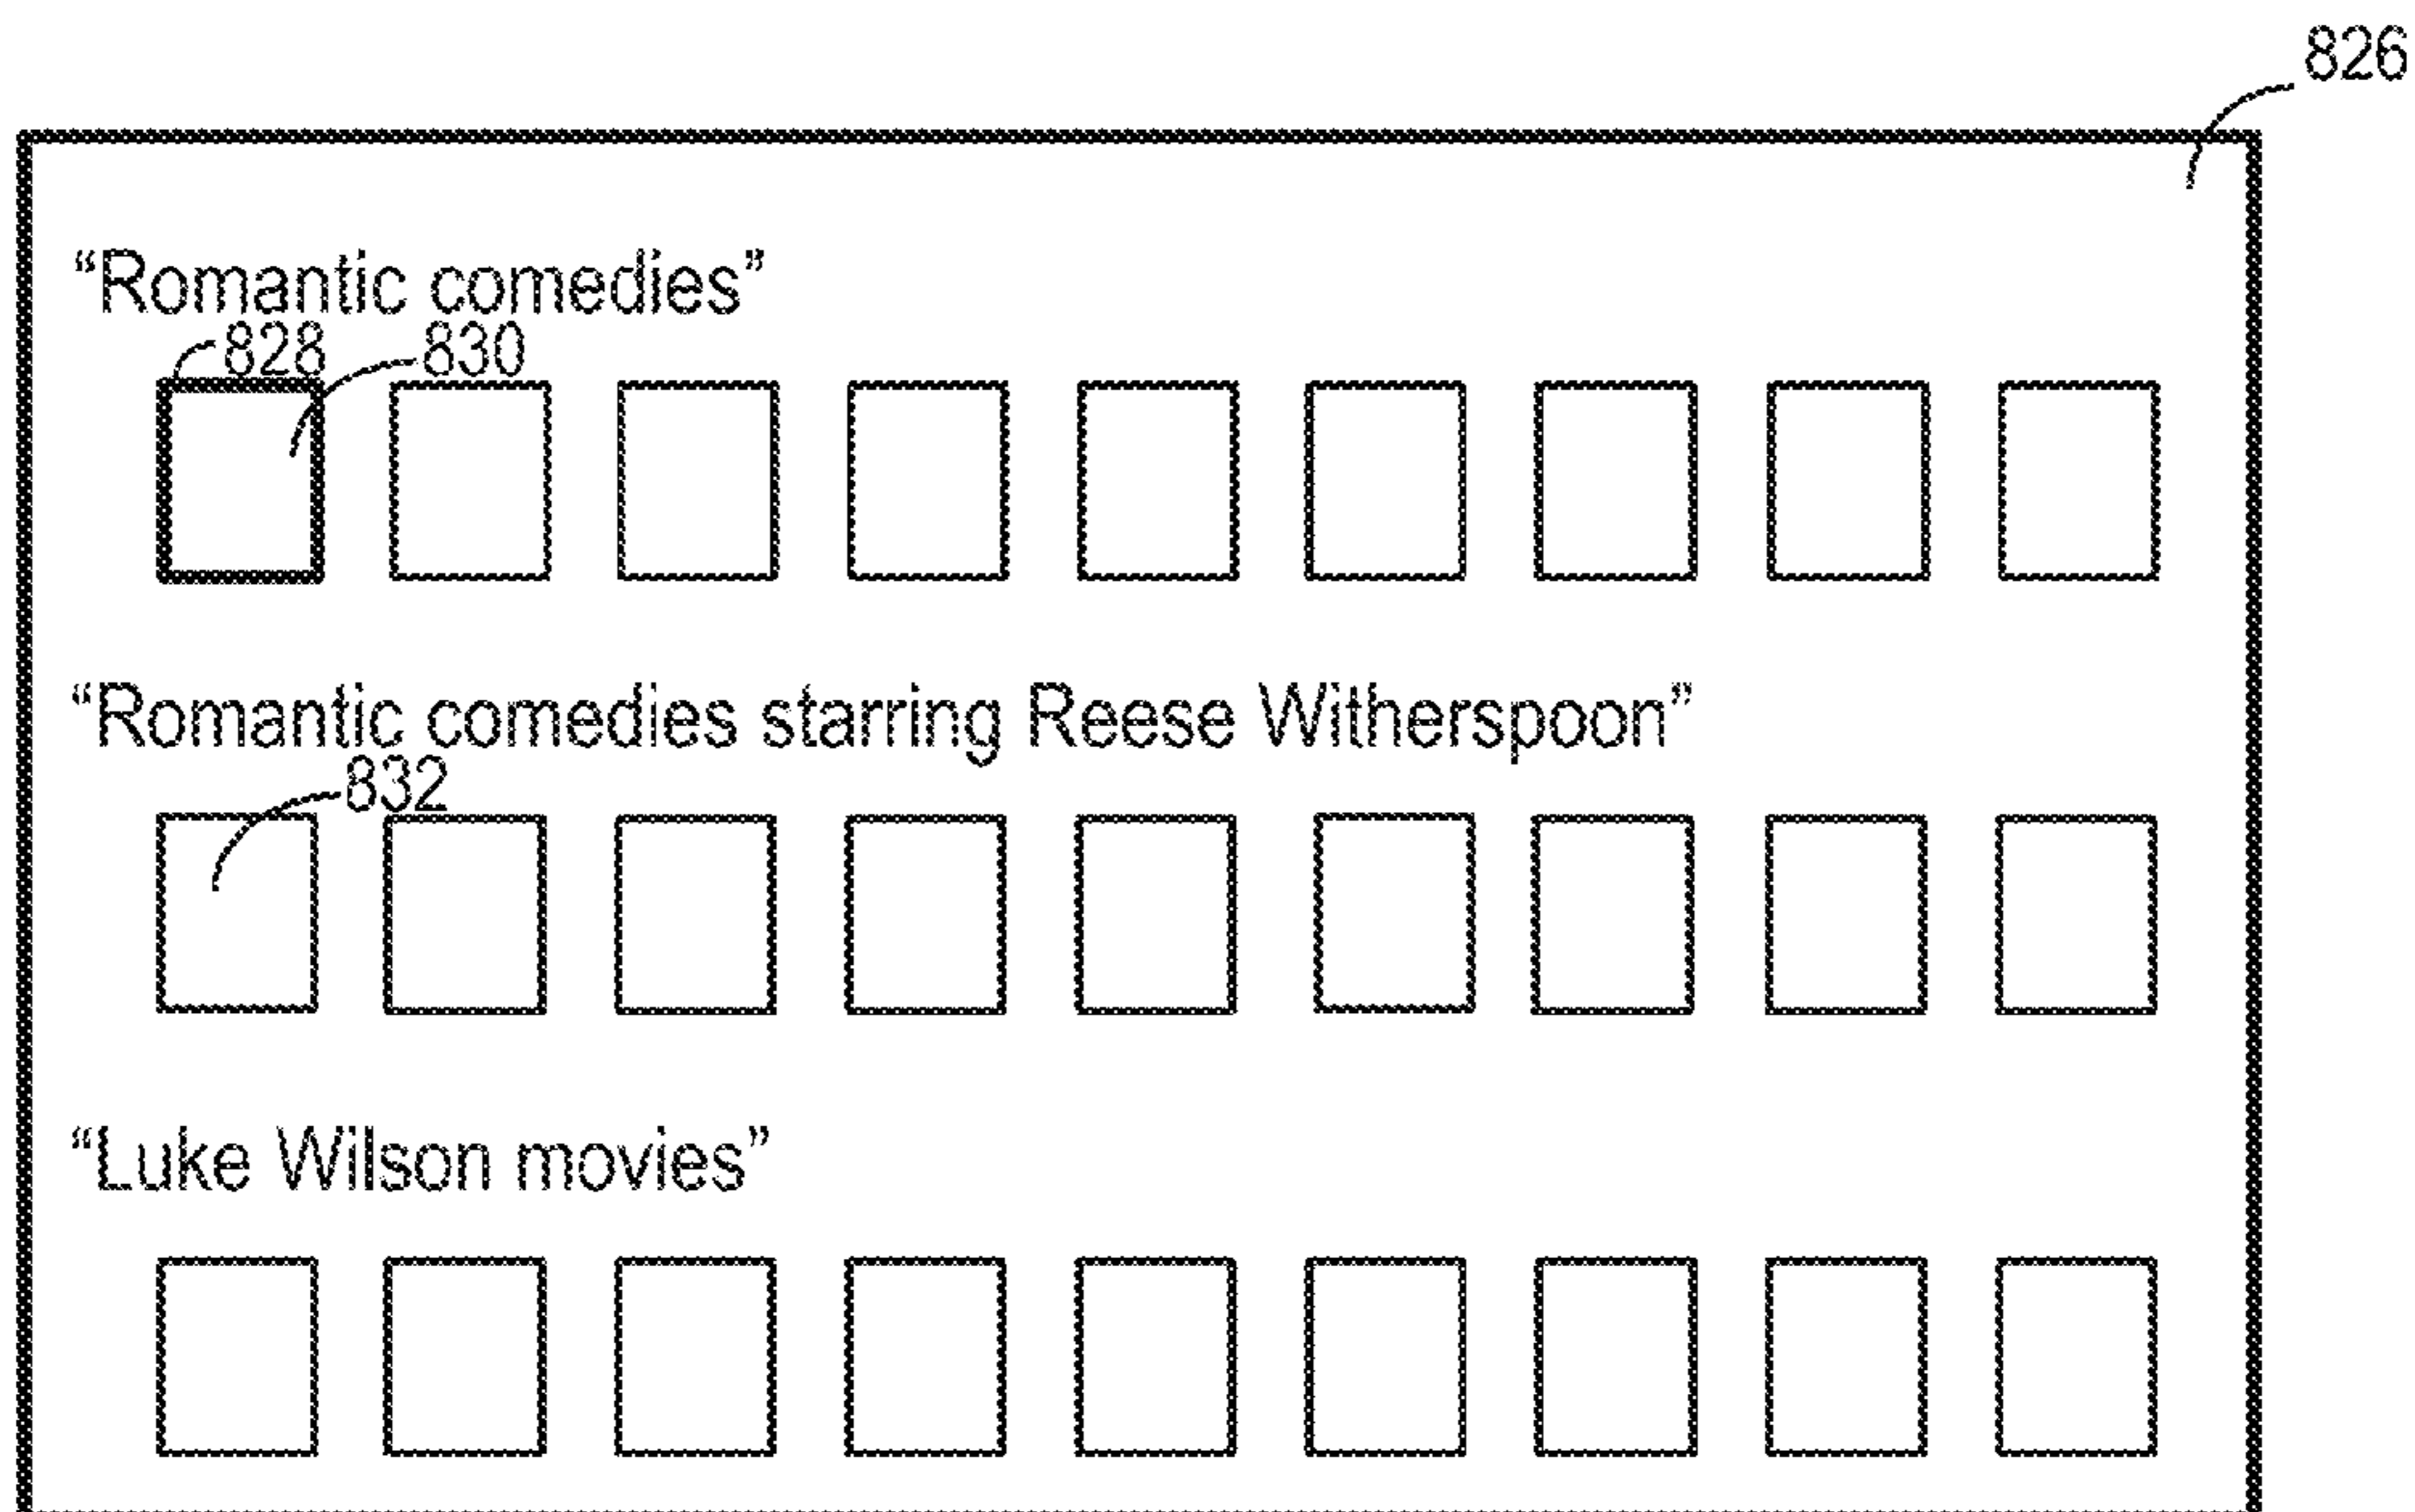 826
“Romantic comedies”
828 830
“Romantic comedies starring Reese Witherspoon”
832
“Luke Wilson movies”